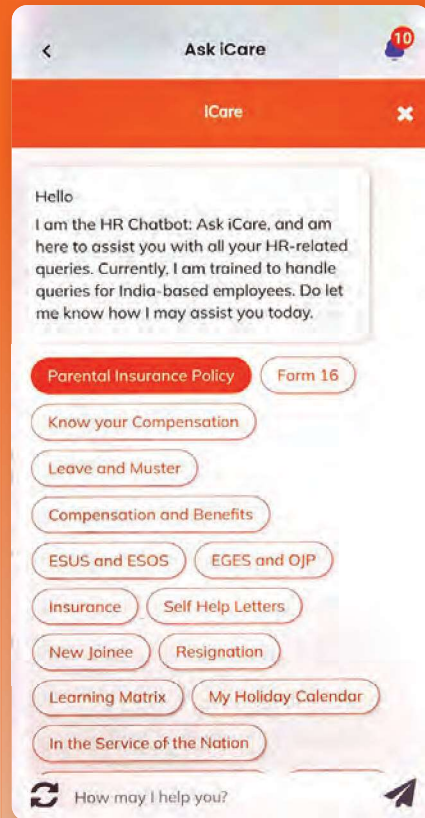 Ask iCare
10
iCare
Hello
I am the HR Chatbot: Ask iCare, and am
here to assist you with all your HR-related
queries. Currently, I am trained to handle
queries for India-based employees. Do let
me know how I may assist you today.
Parental Insurance Policy Form 16
Know your Compensation
Leave and Muster
Compensation and Benefits
ESUS and ESOS EGES and OJP
Insurance Self Help Letters
New Joinee Resignation
Learning Matrix My Holiday Calendar
In the Service of the Nation
How may I help you?